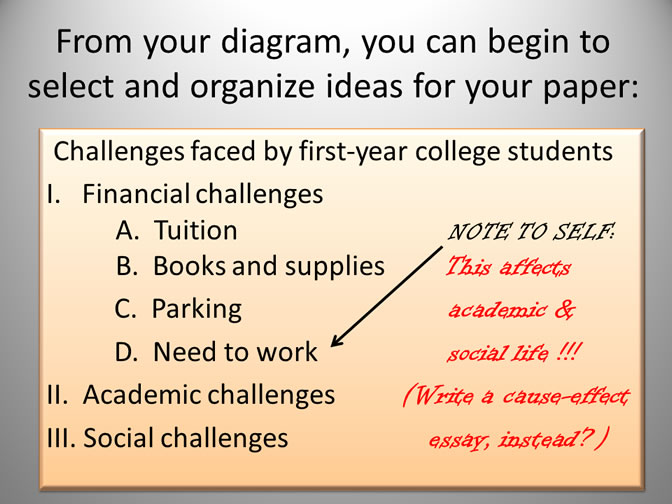 From your diagram, you can begin to
select and organize ideas for your paper:
Challenges faced by first-year college students
I. Financial challenges
A. Tuition
B. Books and supplies
C. Parking
D. Need to work
II. Academic challenges
III. Social challenges
NOTE TO SELF:
This affects
academic &
social life !!!
(Write a cause-effect
essay, instead? )